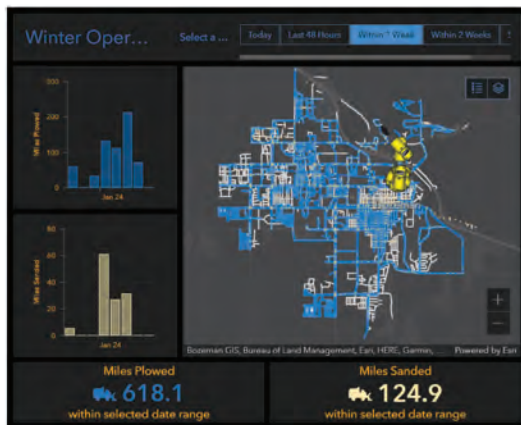 Winter Oper...
Select a ...
Today
Last 48 Hours
Within 1 Week
Within 2 Weeks
Miles Plowed
300
200
100
0
Jan 24
Miles Sanded
80
60
40
20
0
Jan 24
Bozeman GIS, Bureau of Land Management, Esri, HERE, Garmin, ...
Powered by Esri
Miles Plowed
618.1
within selected date range
Miles Sanded
124.9
within selected date range